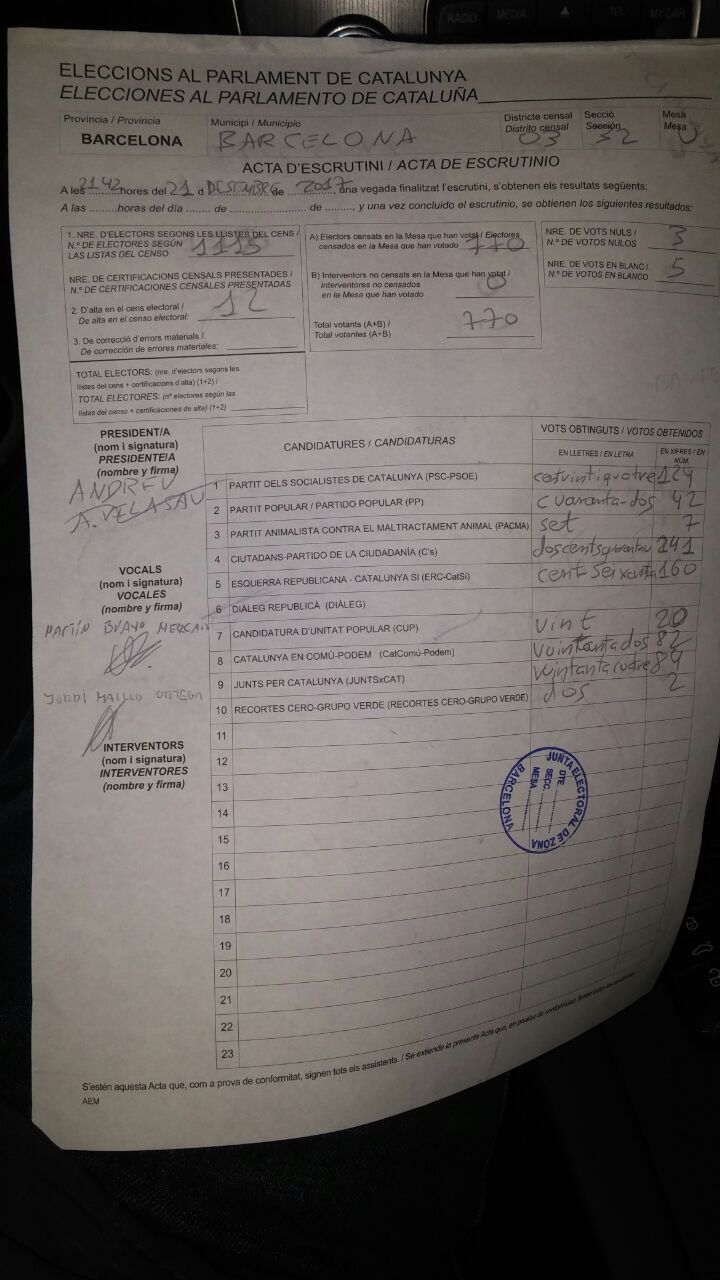 RADIO MEDIA TEL MY CAR
ELECCIONS AL PARLAMENT DE CATALUNYA
ELECCIONES AL PARLAMENTO DE CATALUÑA
Província / Provincia
BARCELONA
Municipi / Municipio
BARCELONA
Districte censal
Distrito censal
03
Secció
Sección
32
Mesa
Mesa
U
ACTA D'ESCRUTINI / ACTA DE ESCRUTINIO
A les 2142 hores del 21 d DESEMBRE de 2017, una vegada finalitzat l'escrutini, s'obtenen els resultats següents:
A las ......... horas del día ....... de .................... de ........, y una vez concluido el escrutinio, se obtienen los siguientes resultados:
1. NRE. D'ELECTORS SEGONS LES LLISTES DEL CENS /
N.º DE ELECTORES SEGÚN
LAS LISTAS DEL CENSO 1115
NRE. DE CERTIFICACIONS CENSALS PRESENTADES /
N.º DE CERTIFICACIONES CENSALES PRESENTADAS
2. D'alta en el cens electoral /
De alta en el censo electoral: 12
3. De correcció d'errors materials /
De corrección de errores materiales:
TOTAL ELECTORS: (nre. d'electors segons les
llistes del cens + certificacions d'alta) (1+2) /
TOTAL ELECTORES: (nº electores según las
listas del censo + certificaciones de alta) (1+2)
A) Electors censats en la Mesa que han votat / Electores
censados en la Mesa que han votado 770
B) Interventors no censats en la Mesa que han votat /
Interventores no censados
en la Mesa que han votado 0
Total votants (A+B) /
Total votantes (A+B) 770
NRE. DE VOTS NULS /
N.º DE VOTOS NULOS 3
NRE. DE VOTS EN BLANC /
N.º DE VOTOS EN BLANCO 5
PRESIDENT/A
(nom i signatura)
PRESIDENTE/A
(nombre y firma)
ANDREU
VOCALS
(nom i signatura)
VOCALES
(nombre y firma)
MARTÍN BRAVO
JORDI MAILLO ORTEGA
INTERVENTORS
(nom i signatura)
INTERVENTORES
(nombre y firma)
CANDIDATURES / CANDIDATURAS
VOTS OBTINGUTS / VOTOS OBTENIDOS
EN LLETRES / EN LETRA
EN XIFRES / EN NÚM.
1 PARTIT DELS SOCIALISTES DE CATALUNYA (PSC-PSOE) 124
2 PARTIT POPULAR / PARTIDO POPULAR (PP) cuaranta-dos 42
3 PARTIT ANIMALISTA CONTRA EL MALTRACTAMENT ANIMAL (PACMA) set 7
4 CIUTADANS-PARTIDO DE LA CIUDADANÍA (C's) 241
5 ESQUERRA REPUBLICANA - CATALUNYA SI (ERC-CatSí) cent seixanta 160
6 DIÀLEG REPUBLICÀ (DIÀLEG)
7 CANDIDATURA D'UNITAT POPULAR (CUP) vint 20
8 CATALUNYA EN COMÚ-PODEM (CatComú-Podem) vuintantados 82
9 JUNTS PER CATALUNYA (JUNTSxCAT) 84
10 RECORTES CERO-GRUPO VERDE (RECORTES CERO-GRUPO VERDE) dos 2
11
12
13
14
15
16
17
18
19
20
21
22
23
JUNTA ELECTORAL DE ZONA
DTE.
SECC.
MESA
BARCELONA
S'estén aquesta Acta que, com a prova de conformitat, signen tots els assistents. / Se extiende la presente Acta que, en prueba de conformidad, firman todos los asistentes.
AEM